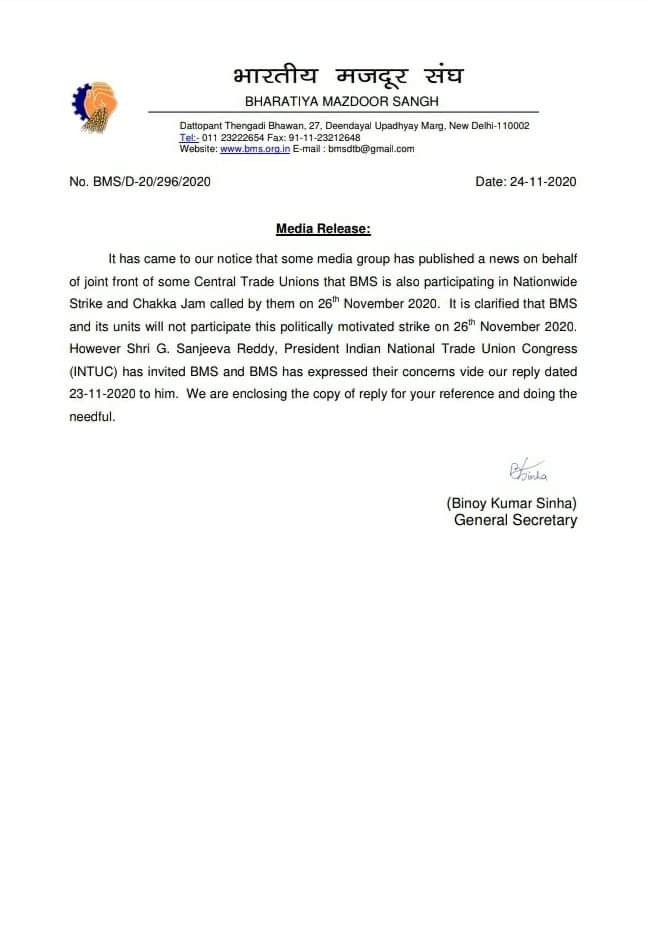 भारतीय मजदूर संघ
BHARATIYA MAZDOOR SANGH
Dattopant Thengadi Bhawan, 27, Deendayal Upadhyay Marg, New Delhi-110002
Tel:- 011 23222654 Fax: 91-11-23212648
Website: www.bms.org.in E-mail : bmsdtb@gmail.com
No. BMS/D-20/296/2020 Date: 24-11-2020
Media Release:
It has came to our notice that some media group has published a news on behalf
of joint front of some Central Trade Unions that BMS is also participating in Nationwide
Strike and Chakka Jam called by them on 26th November 2020. It is clarified that BMS
and its units will not participate this politically motivated strike on 26th November 2020.
However Shri G. Sanjeeva Reddy, President Indian National Trade Union Congress
(INTUC) has invited BMS and BMS has expressed their concerns vide our reply dated
23-11-2020 to him. We are enclosing the copy of reply for your reference and doing the
needful.
BKSinha
(Binoy Kumar Sinha)
General Secretary